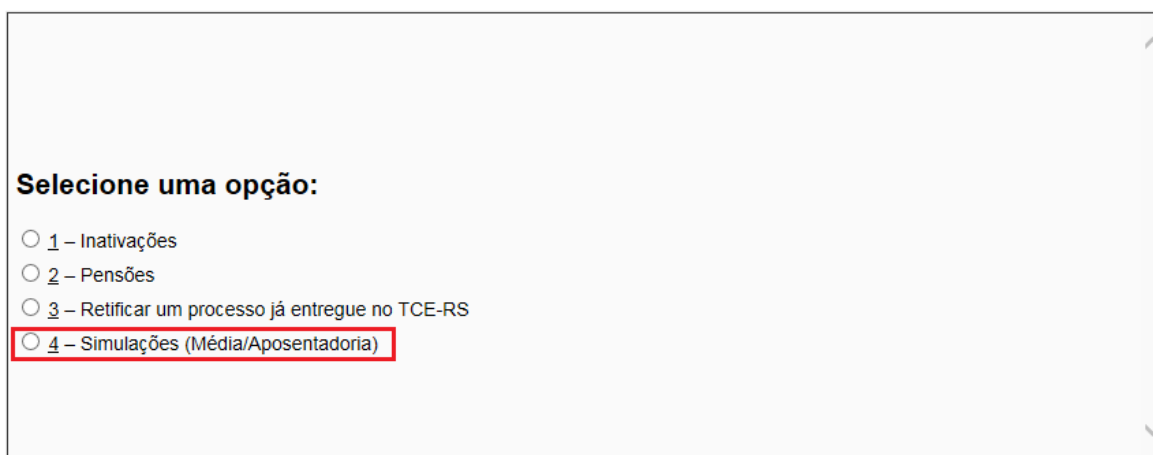 Selecione uma opção:
1 – Inativações
2 – Pensões
3 – Retificar um processo já entregue no TCE-RS
4 – Simulações (Média/Aposentadoria)